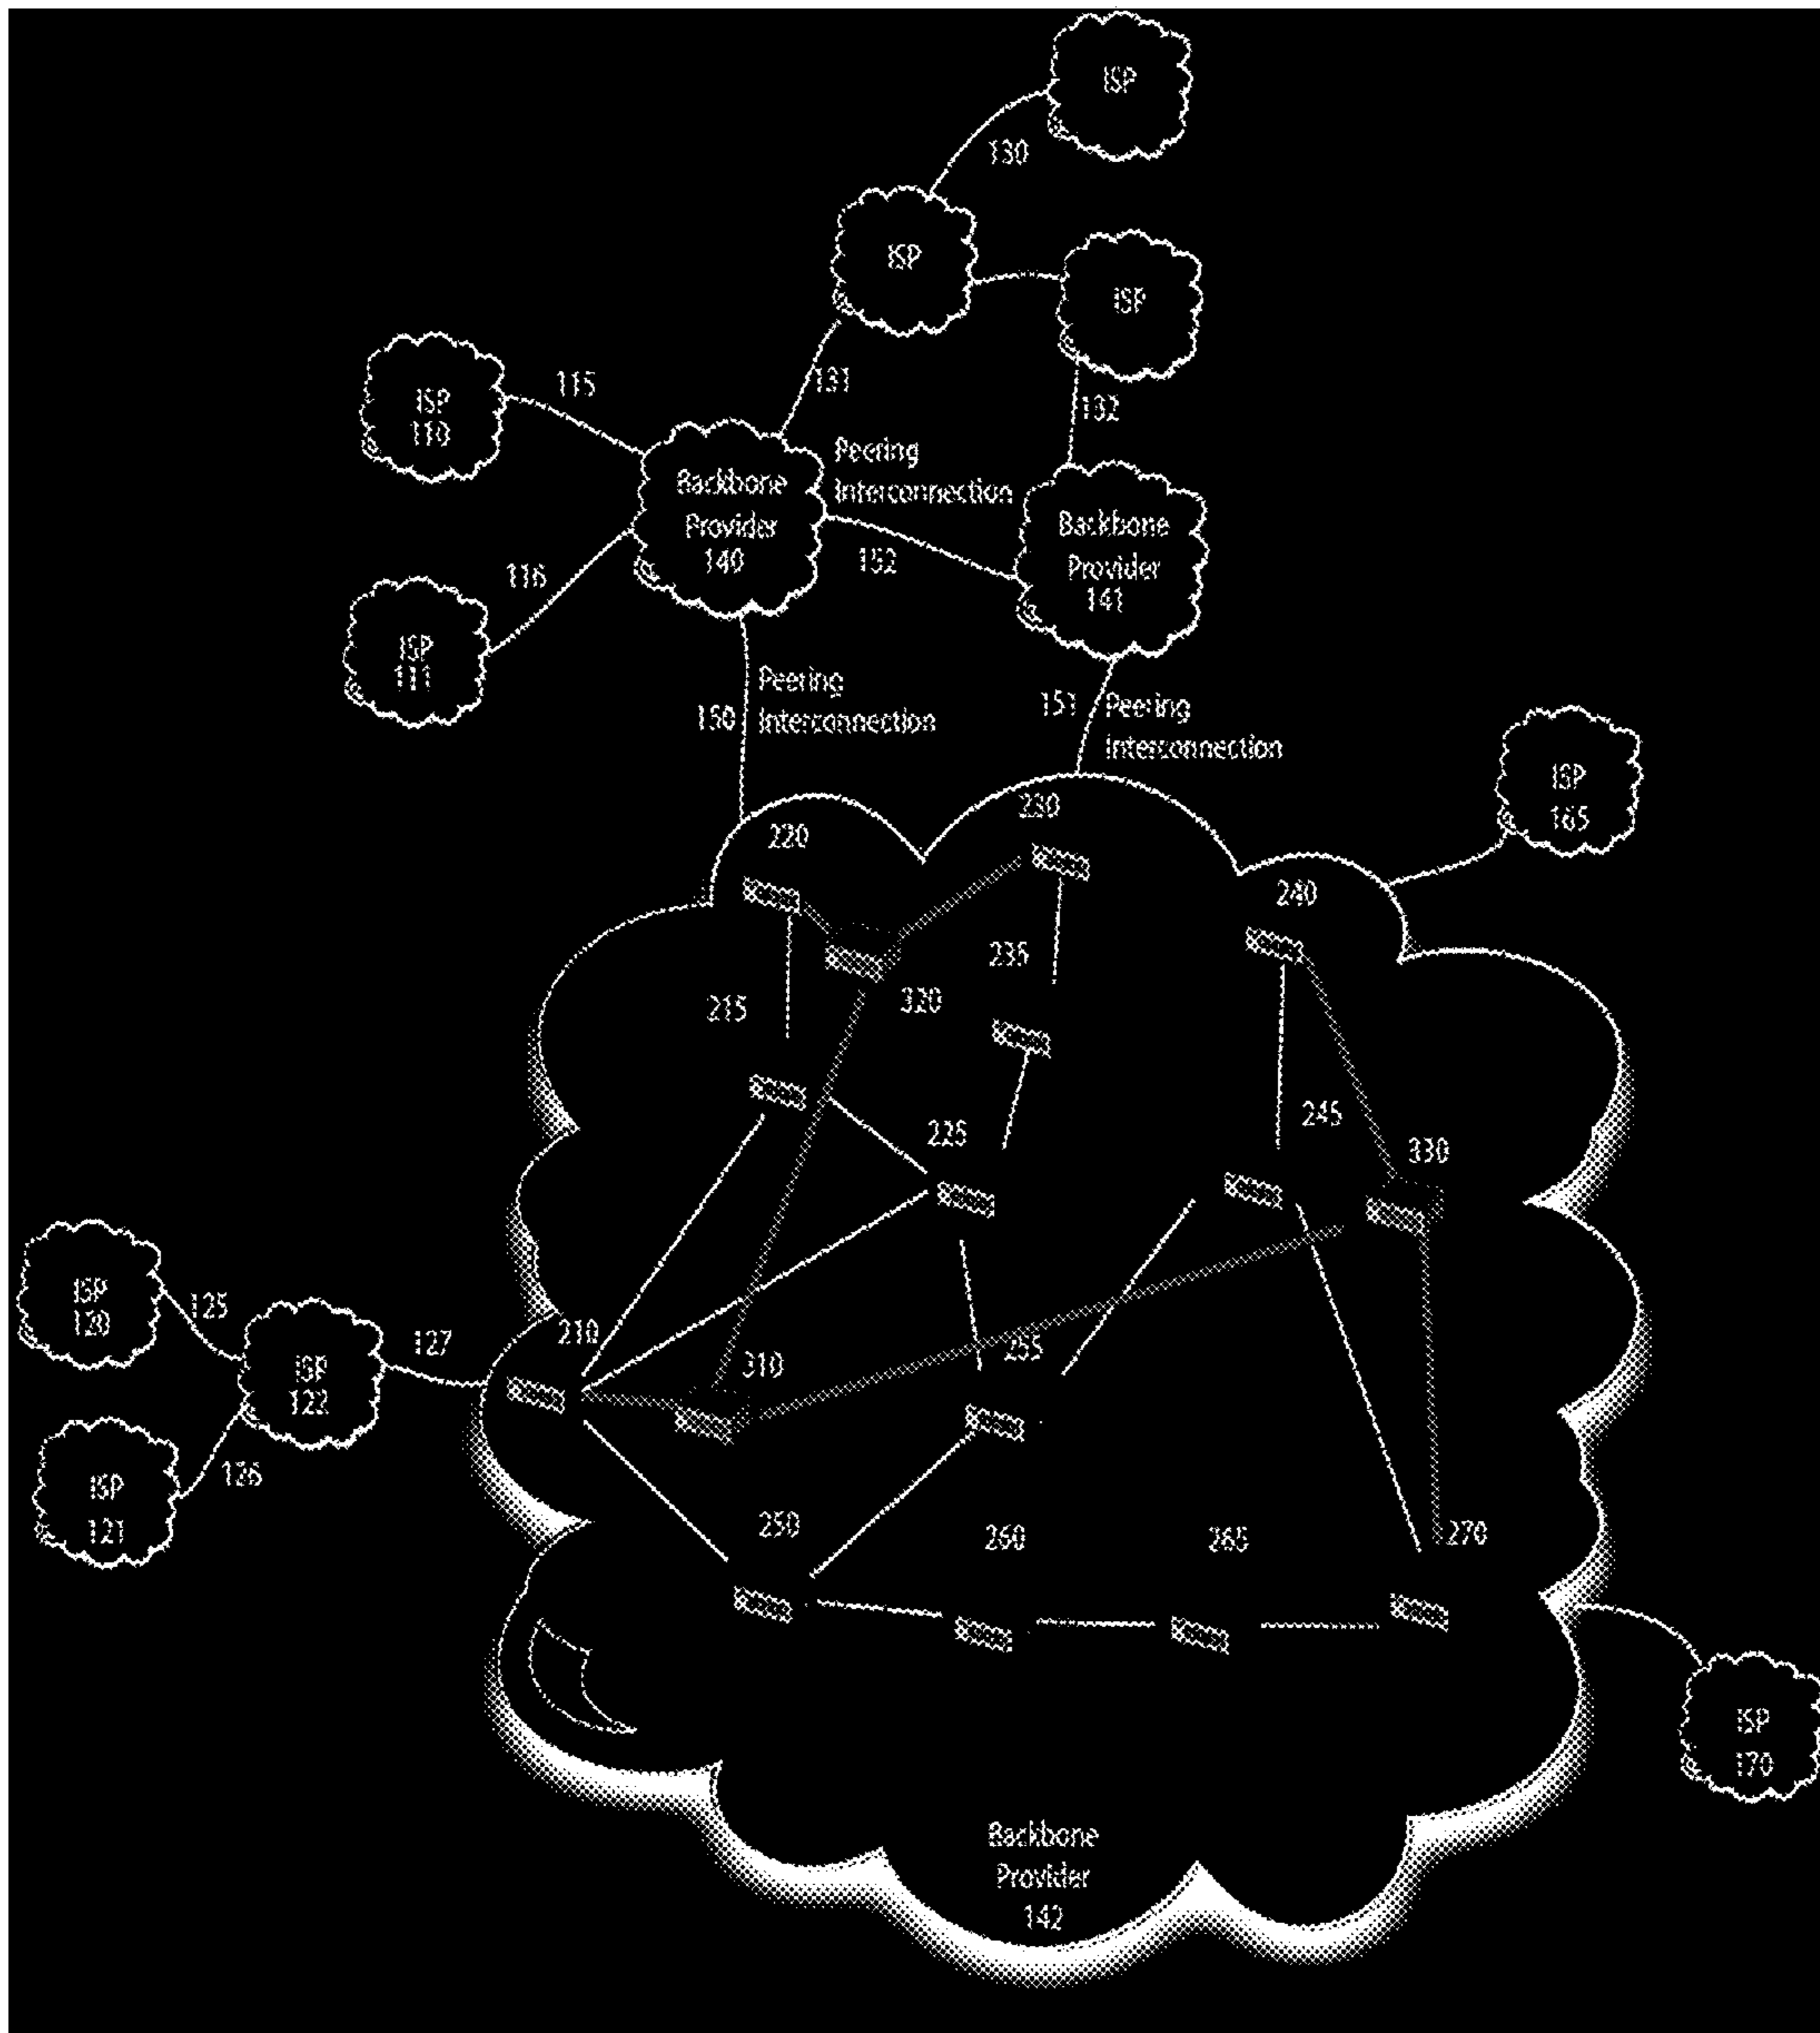 ISP
130
ISP
ISP
131
132
ISP
110
115
Peering
Interconnection
Backbone
Provider
140
152
Backbone
Provider
141
116
ISP
111
150
Peering
Interconnection
151
Peering
Interconnection
ISP
165
220
230
240
215
320
235
225
245
330
ISP
120
125
ISP
122
127
210
310
255
ISP
121
126
250
260
265
270
ISP
170
Backbone
Provider
142